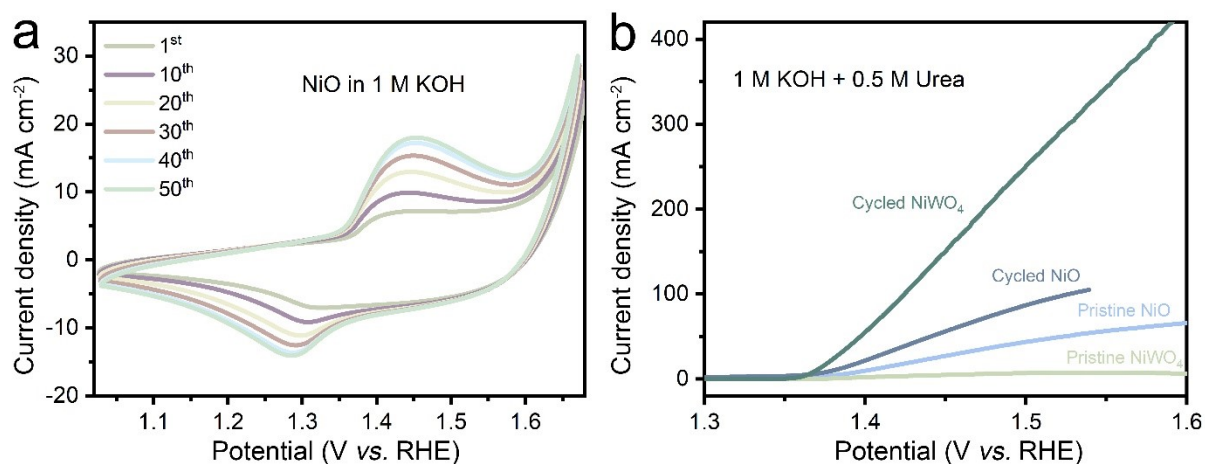 a
1st
10th
20th
30th
40th
50th
NiO in 1 M KOH
30
20
10
0
-10
-20
Current density (mA cm-2)
1.1
1.2
1.3
1.4
1.5
1.6
Potential (V vs. RHE)
b
1 M KOH + 0.5 M Urea
Cycled NiWO4
Cycled NiO
Pristine NiO
Pristine NiWO4
400
300
200
100
0
Current density (mA cm-2)
1.3
1.4
1.5
1.6
Potential (V vs. RHE)